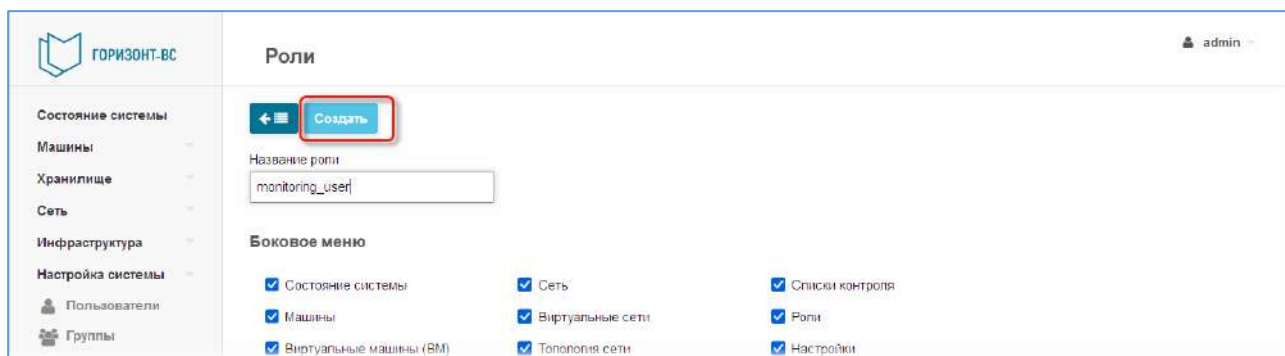 ГОРИЗОНТ-ВС
Роли
admin
Состояние системы
Машины
Хранилище
Сеть
Инфраструктура
Настройка системы
Пользователи
Группы
Создать
Название роли
monitoring_user
Боковое меню
Состояние системы Сеть Списки контроля
Машины Виртуальные сети Роли
Виртуальные машины (ВМ) Топология сети Настройки